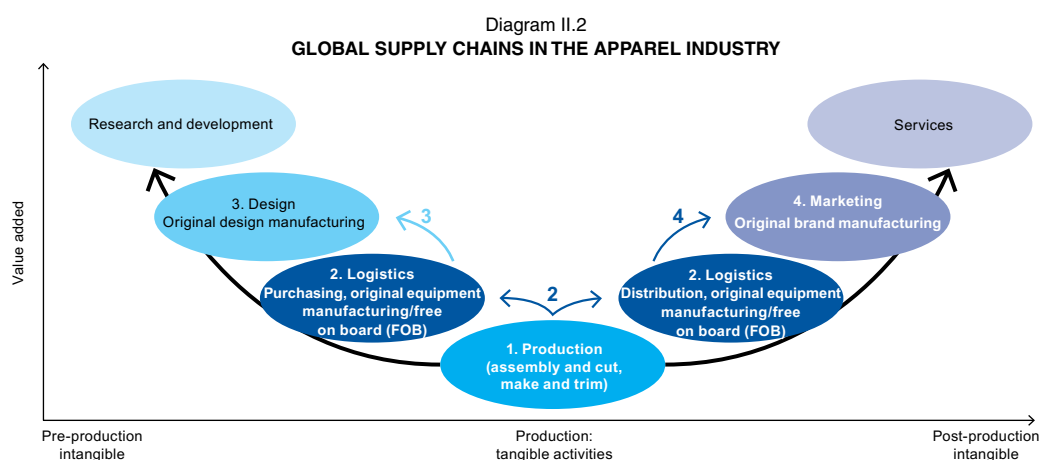 Diagram II.2
GLOBAL SUPPLY CHAINS IN THE APPAREL INDUSTRY
Value added
Research and development
Services
3. Design
Original design manufacturing
3
4
4. Marketing
Original brand manufacturing
2. Logistics
Purchasing, original equipment
manufacturing/free
on board (FOB)
2
2. Logistics
Distribution, original equipment
manufacturing/free
on board (FOB)
1. Production
(assembly and cut,
make and trim)
Pre-production
intangible
Production:
tangible activities
Post-production
intangible